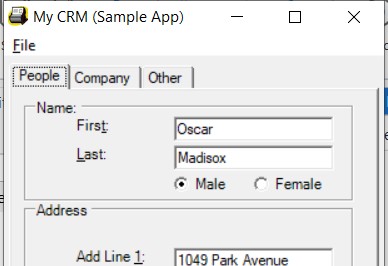 My CRM (Sample App)
File
People Company Other
Name:
First:
Oscar
Last:
Madisox
Male Female
Address
Add Line 1:
1049 Park Avenue